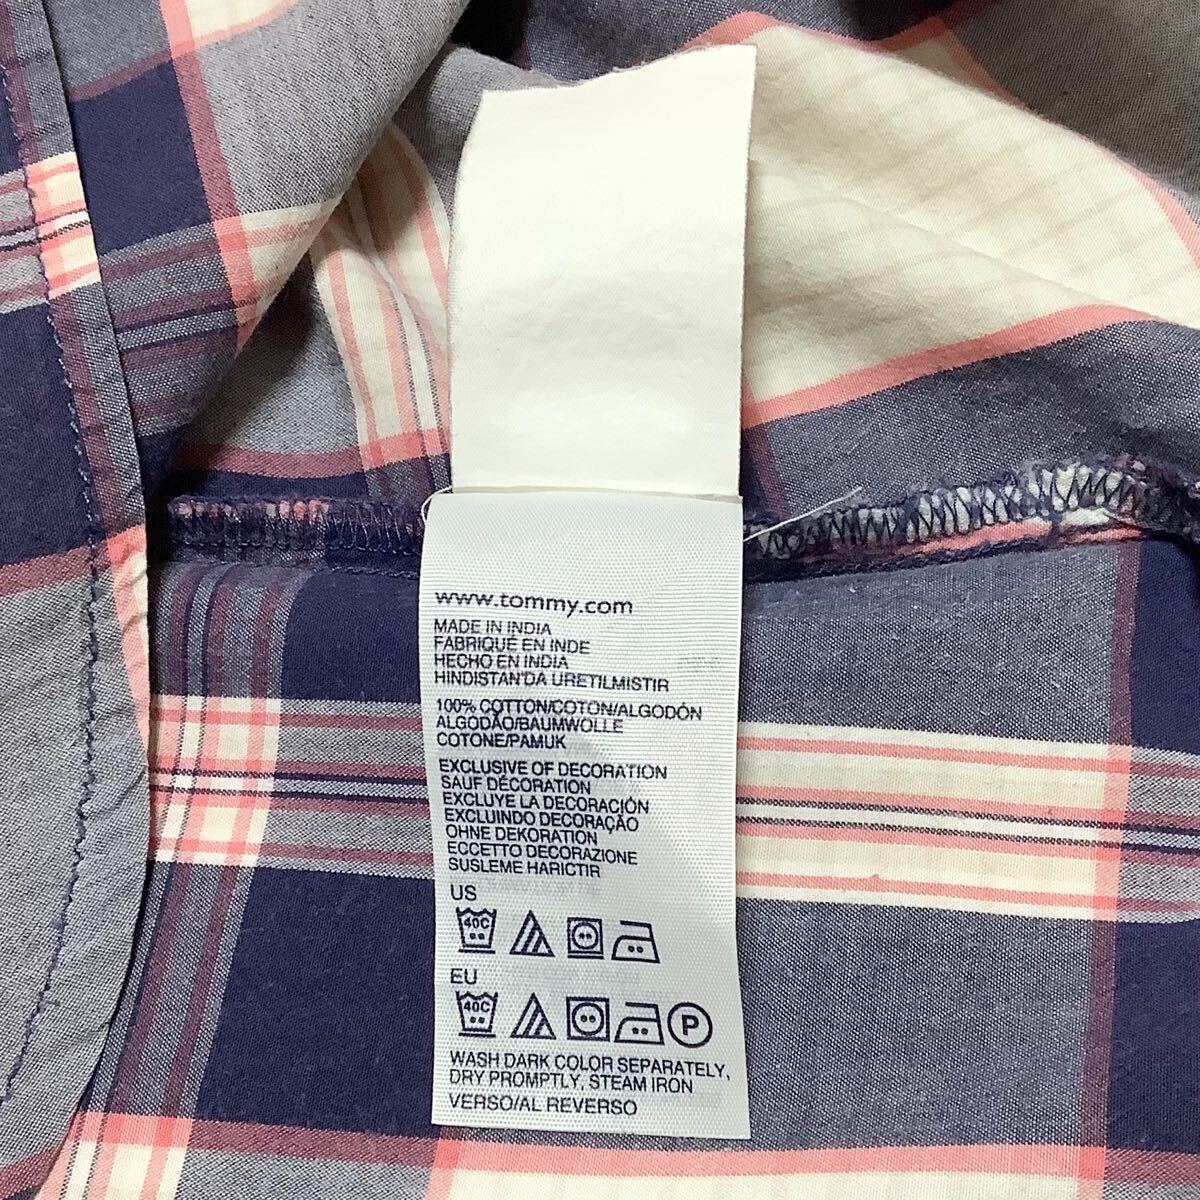 www.tommy.com
MADE IN INDIA
FABRIQUÉ EN INDE
HECHO EN INDIA
HINDISTAN'DA URETILMISTIR
100% COTTON/COTON/ALGODÓN
ALGODÃO/BAUMWOLLE
COTONE/PAMUK
EXCLUSIVE OF DECORATION
SAUF DÉCORATION
EXCLUYE LA DECORACIÓN
EXCLUINDO DECORAÇÃO
OHNE DEKORATION
ECCETTO DECORAZIONE
SUSLEME HARICTIR
US
40C
EU
40C P
WASH DARK COLOR SEPARATELY,
DRY PROMPTLY, STEAM IRON
VERSO/AL REVERSO